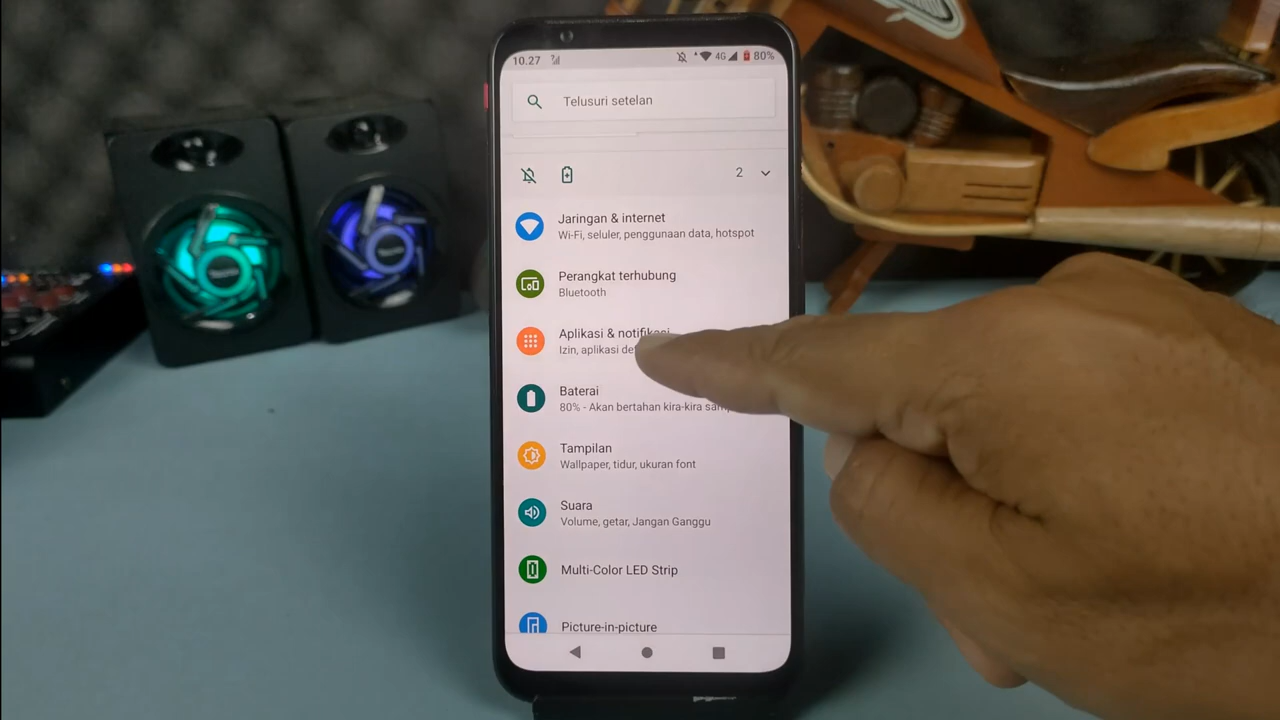 10.27 4G 80%
Telusuri setelan
2
Jaringan & internet
Wi-Fi, seluler, penggunaan data, hotspot
Perangkat terhubung
Bluetooth
Aplikasi & notifikasi
Izin, aplikasi
Baterai
80% - Akan bertahan kira-kira
Tampilan
Wallpaper, tidur, ukuran font
Suara
Volume, getar, Jangan Ganggu
Multi-Color LED Strip
Picture-in-picture